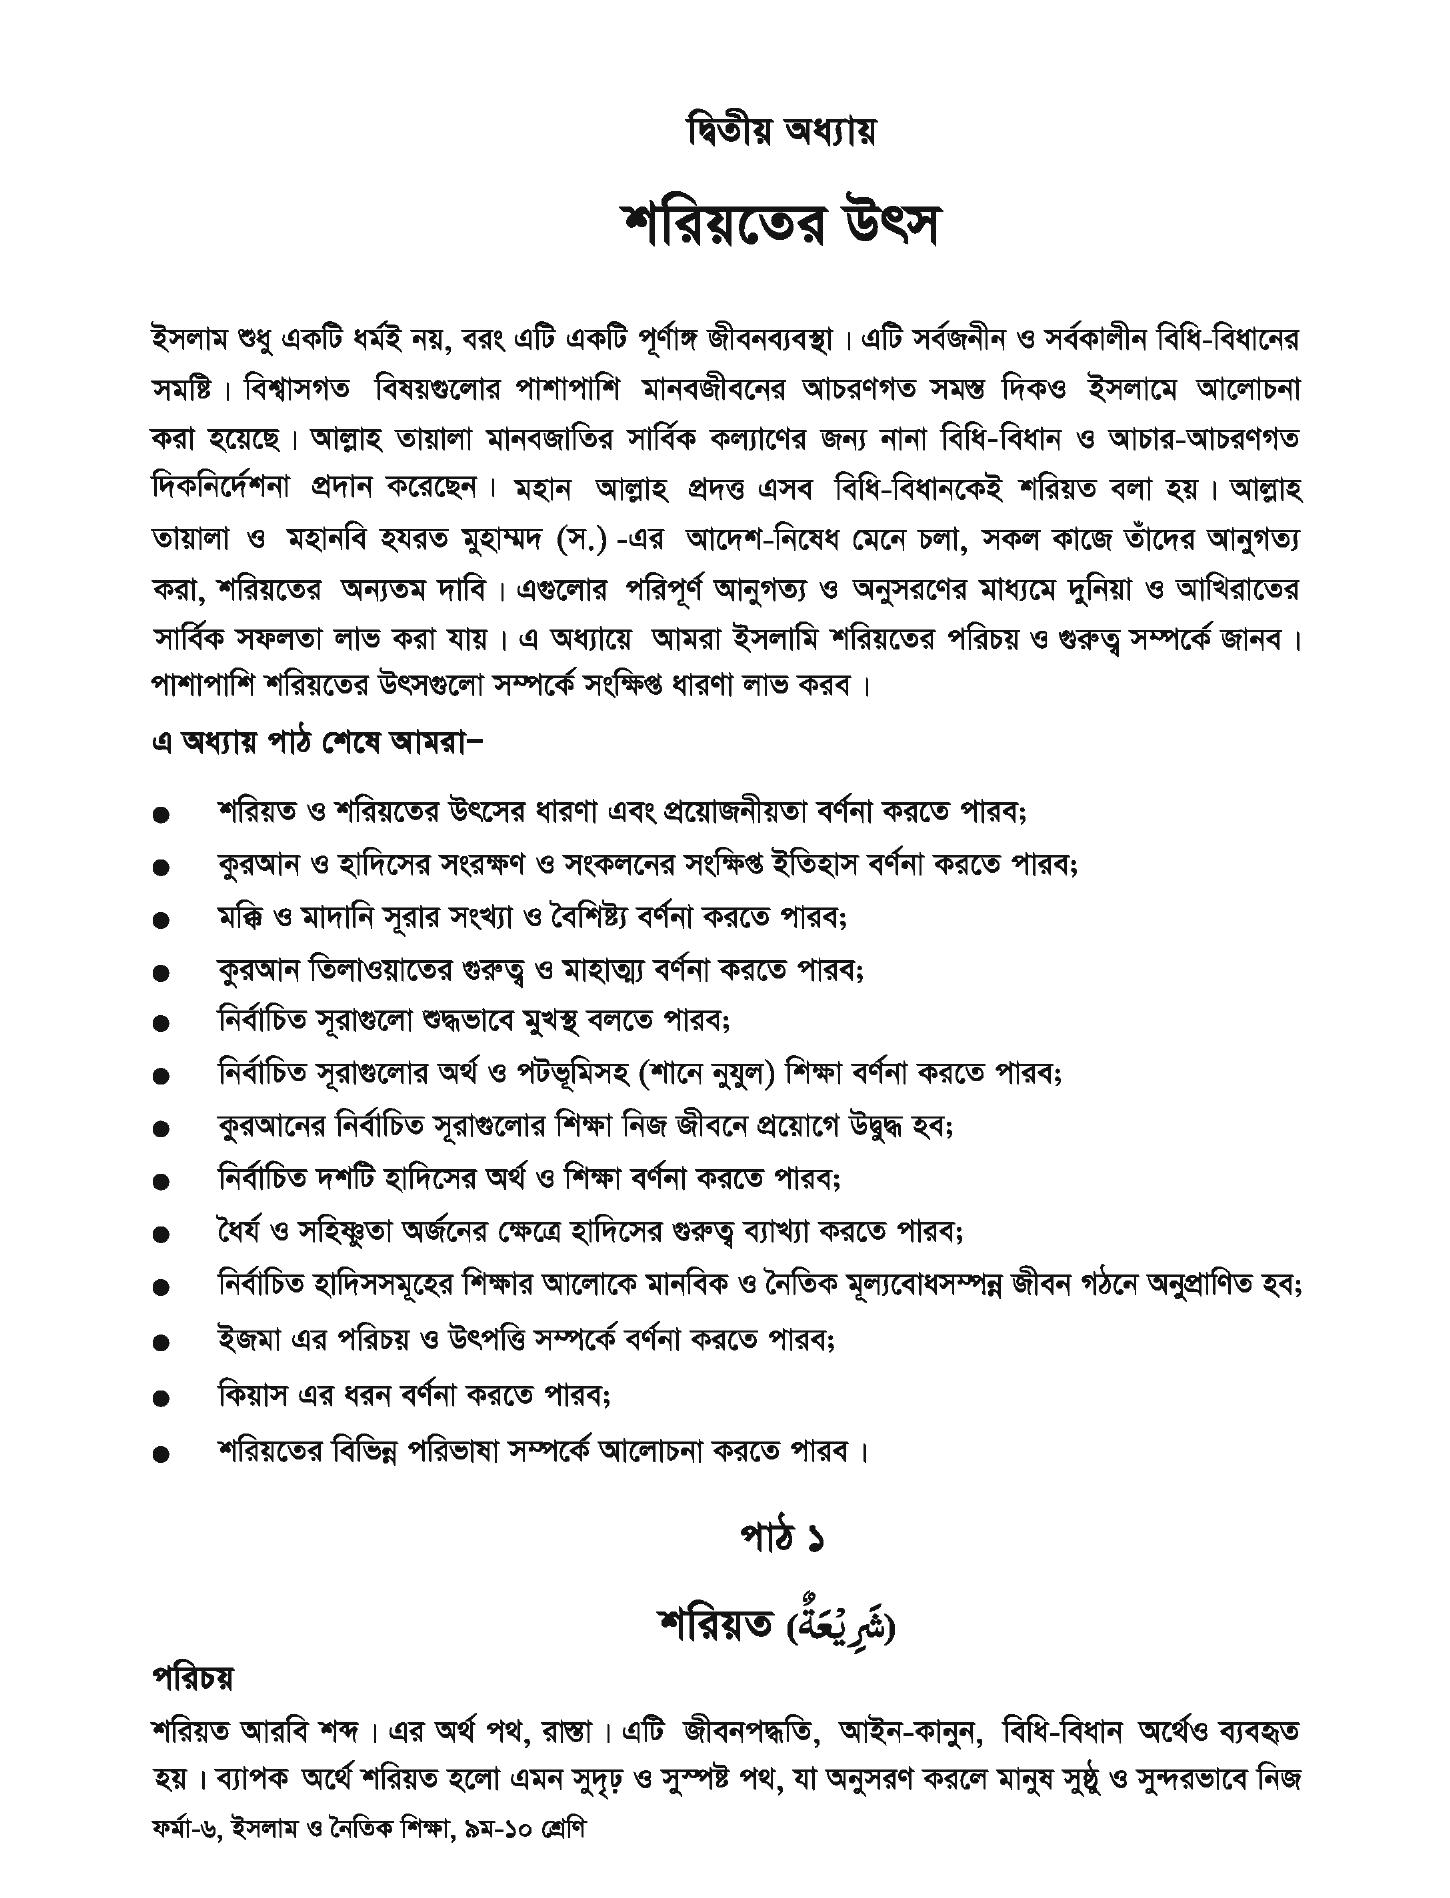 দ্বিতীয় অধ্যায়
শরিয়তের উৎস
ইসলাম শুধু একটি ধর্মই নয়, বরং এটি একটি পূর্ণাঙ্গ জীবনব্যবস্থা। এটি সর্বজনীন ও সর্বকালীন বিধি-বিধানের
সমষ্টি। বিশ্বাসগত বিষয়গুলোর পাশাপাশি মানবজীবনের আচরণগত সমস্ত দিকও ইসলামে আলোচনা
করা হয়েছে। আল্লাহ তায়ালা মানবজাতির সার্বিক কল্যাণের জন্য নানা বিধি-বিধান ও আচার-আচরণগত
দিকনির্দেশনা প্রদান করেছেন। মহান আল্লাহ প্রদত্ত এসব বিধি-বিধানকেই শরিয়ত বলা হয়। আল্লাহ
তায়ালা ও মহানবি হযরত মুহাম্মদ (স.) -এর আদেশ-নিষেধ মেনে চলা, সকল কাজে তাঁদের আনুগত্য
করা, শরিয়তের অন্যতম দাবি। এগুলোর পরিপূর্ণ আনুগত্য ও অনুসরণের মাধ্যমে দুনিয়া ও আখিরাতের
সার্বিক সফলতা লাভ করা যায়। এ অধ্যায়ে আমরা ইসলামি শরিয়তের পরিচয় ও গুরুত্ব সম্পর্কে জানব।
পাশাপাশি শরিয়তের উৎসগুলো সম্পর্কে সংক্ষিপ্ত ধারণা লাভ করব।
এ অধ্যায় পাঠ শেষে আমরা–
● শরিয়ত ও শরিয়তের উৎসের ধারণা এবং প্রয়োজনীয়তা বর্ণনা করতে পারব;
● কুরআন ও হাদিসের সংরক্ষণ ও সংকলনের সংক্ষিপ্ত ইতিহাস বর্ণনা করতে পারব;
● মক্কি ও মাদানি সূরার সংখ্যা ও বৈশিষ্ট্য বর্ণনা করতে পারব;
● কুরআন তিলাওয়াতের গুরুত্ব ও মাহাত্ম্য বর্ণনা করতে পারব;
● নির্বাচিত সূরাগুলো শুদ্ধভাবে মুখস্থ বলতে পারব;
● নির্বাচিত সূরাগুলোর অর্থ ও পটভূমিসহ (শানে নুযুল) শিক্ষা বর্ণনা করতে পারব;
● কুরআনের নির্বাচিত সূরাগুলোর শিক্ষা নিজ জীবনে প্রয়োগে উদ্বুদ্ধ হব;
● নির্বাচিত দশটি হাদিসের অর্থ ও শিক্ষা বর্ণনা করতে পারব;
● ধৈর্য ও সহিষ্ণুতা অর্জনের ক্ষেত্রে হাদিসের গুরুত্ব ব্যাখ্যা করতে পারব;
● নির্বাচিত হাদিসসমূহের শিক্ষার আলোকে মানবিক ও নৈতিক মূল্যবোধসম্পন্ন জীবন গঠনে অনুপ্রাণিত হব;
● ইজমা এর পরিচয় ও উৎপত্তি সম্পর্কে বর্ণনা করতে পারব;
● কিয়াস এর ধরন বর্ণনা করতে পারব;
● শরিয়তের বিভিন্ন পরিভাষা সম্পর্কে আলোচনা করতে পারব।
পাঠ ১
শরিয়ত (شَرِيْعَةٌ)
পরিচয়
শরিয়ত আরবি শব্দ। এর অর্থ পথ, রাস্তা। এটি জীবনপদ্ধতি, আইন-কানুন, বিধি-বিধান অর্থেও ব্যবহৃত
হয়। ব্যাপক অর্থে শরিয়ত হলো এমন সুদৃঢ় ও সুস্পষ্ট পথ, যা অনুসরণ করলে মানুষ সুষ্ঠু ও সুন্দরভাবে নিজ
ফর্মা-৬, ইসলাম ও নৈতিক শিক্ষা, ৯ম-১০ শ্রেণি